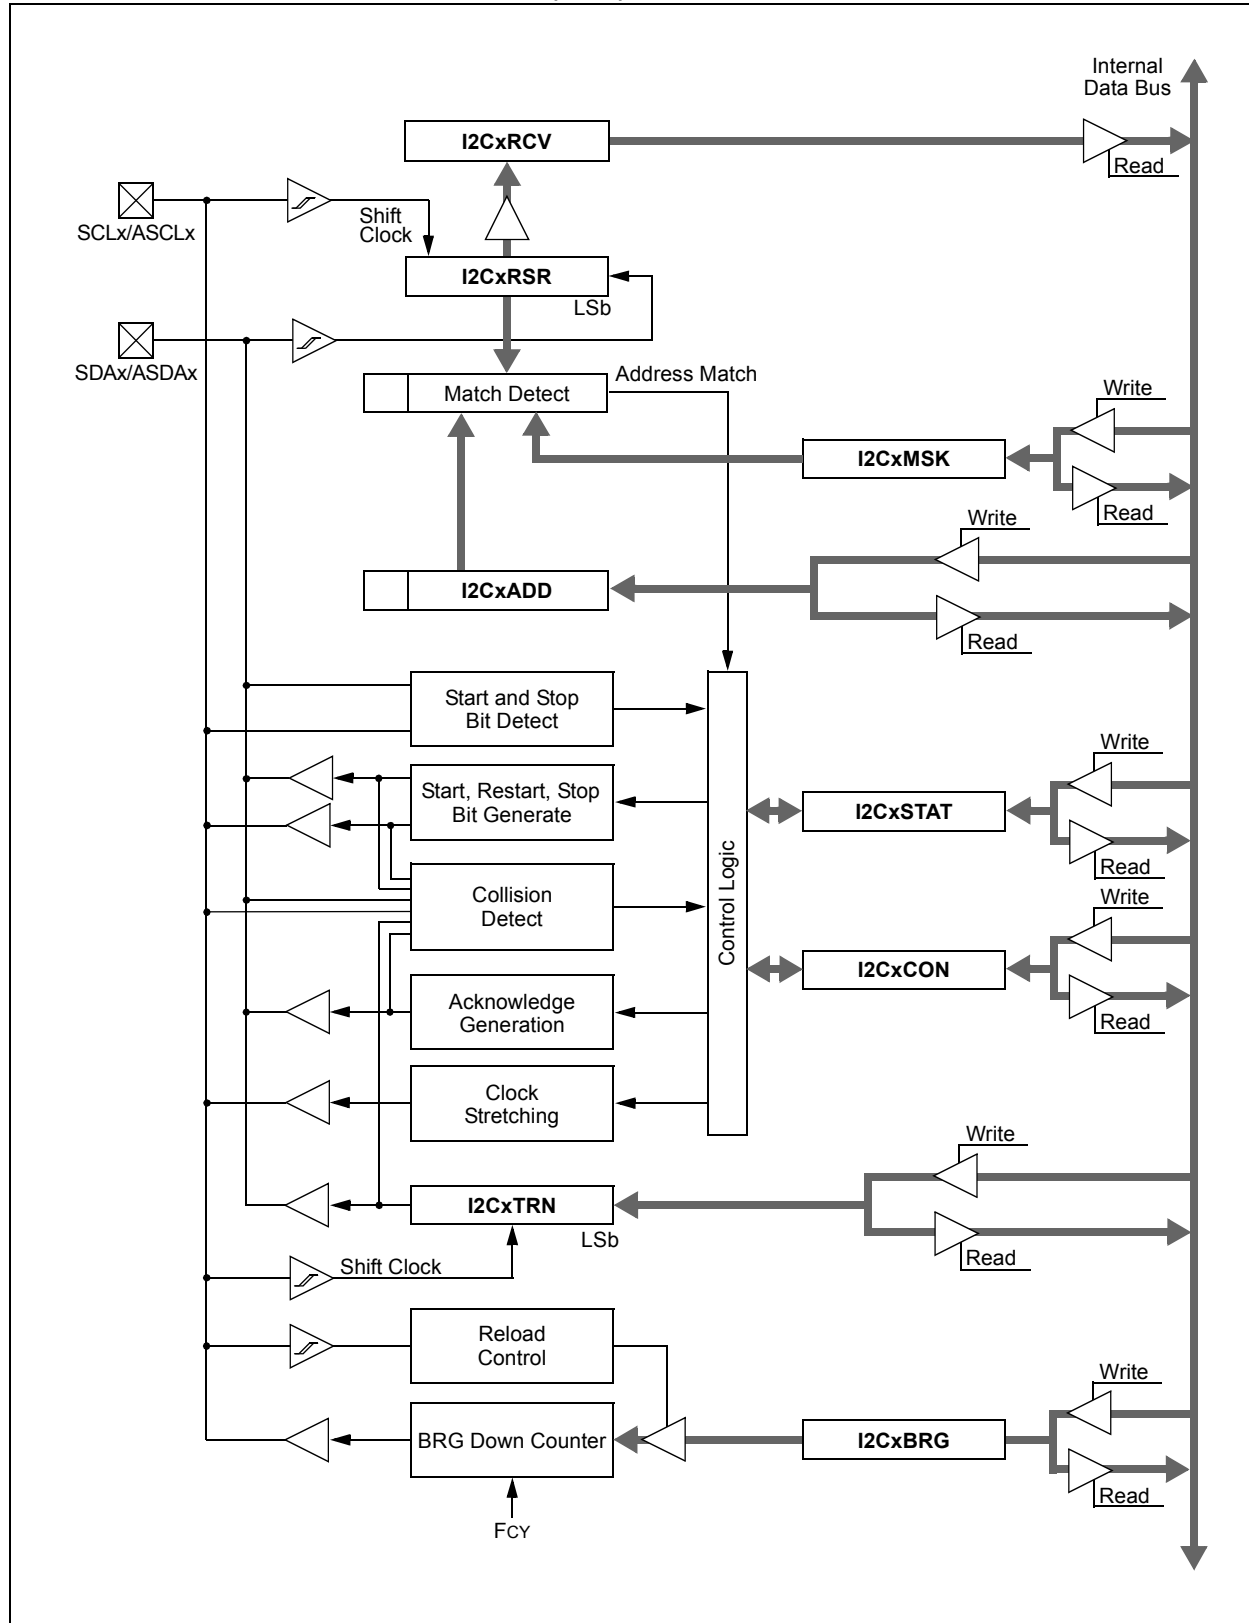 Internal
Data Bus
I2CxRCV
Read
SCLx/ASCLx
Shift
Clock
I2CxRSR
LSb
SDAx/ASDAx
Address Match
Match Detect
Write
I2CxMSK
Read
Write
I2CxADD
Read
Start and Stop
Bit Detect
Write
Start, Restart, Stop
Bit Generate
I2CxSTAT
Read
Control Logic
Collision
Detect
Write
I2CxCON
Acknowledge
Generation
Read
Clock
Stretching
Write
I2CxTRN
LSb
Read
Shift Clock
Reload
Control
Write
BRG Down Counter
I2CxBRG
Read
FCY